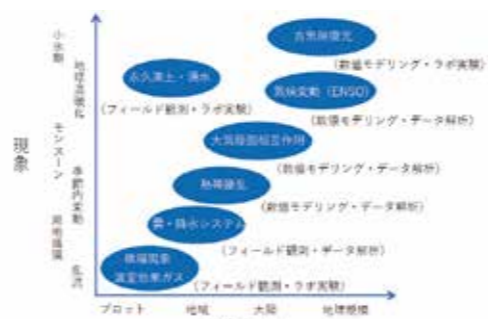 古気候復元
(数値モデリング・ラボ実験)
永久凍土・湧水
(フィールド観測・ラボ実験)
気候変動 (ENSO)
(数値モデリング・データ解析)
大気陸面相互作用
(数値モデリング・データ解析)
熱帯擾乱
(数値モデリング・データ解析)
雲・降水システム
(フィールド観測・データ解析)
極端気象
温室効果ガス
(フィールド観測・ラボ実験)
現象
小氷期
地球温暖化
モンスーン
季節内変動
局地循環
乱流
プロット
地域
大陸
地球規模